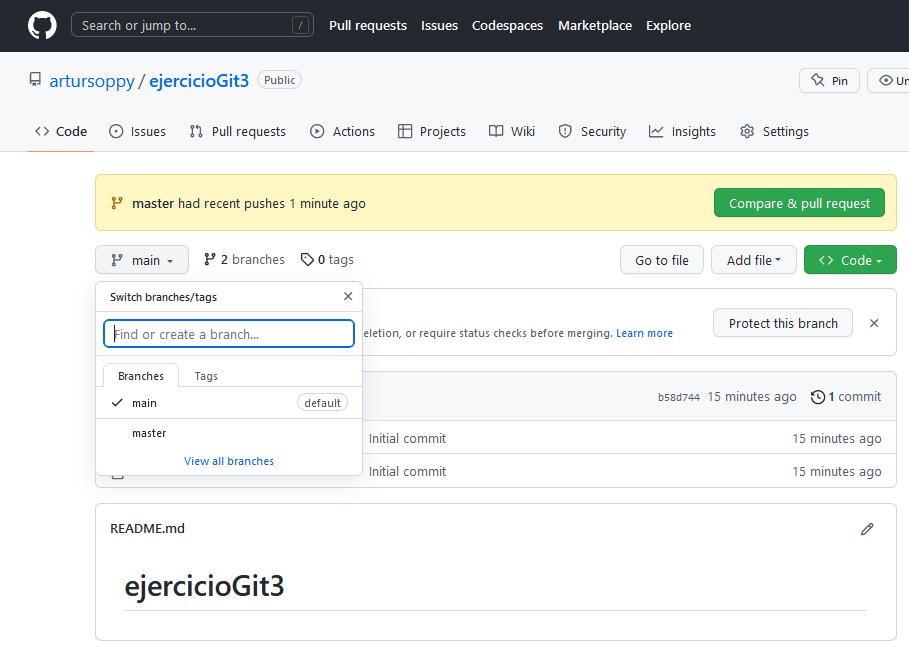 Search or jump to... / Pull requests Issues Codespaces Marketplace Explore
artursoppy / ejercicioGit3 Public Pin Un
Code Issues Pull requests Actions Projects Wiki Security Insights Settings
master had recent pushes 1 minute ago Compare & pull request
main 2 branches 0 tags Go to file Add file Code
Switch branches/tags
Find or create a branch...
eletion, or require status checks before merging. Learn more Protect this branch
Branches Tags
main default
b58d744 15 minutes ago 1 commit
master
Initial commit 15 minutes ago
View all branches
Initial commit 15 minutes ago
README.md
ejercicioGit3